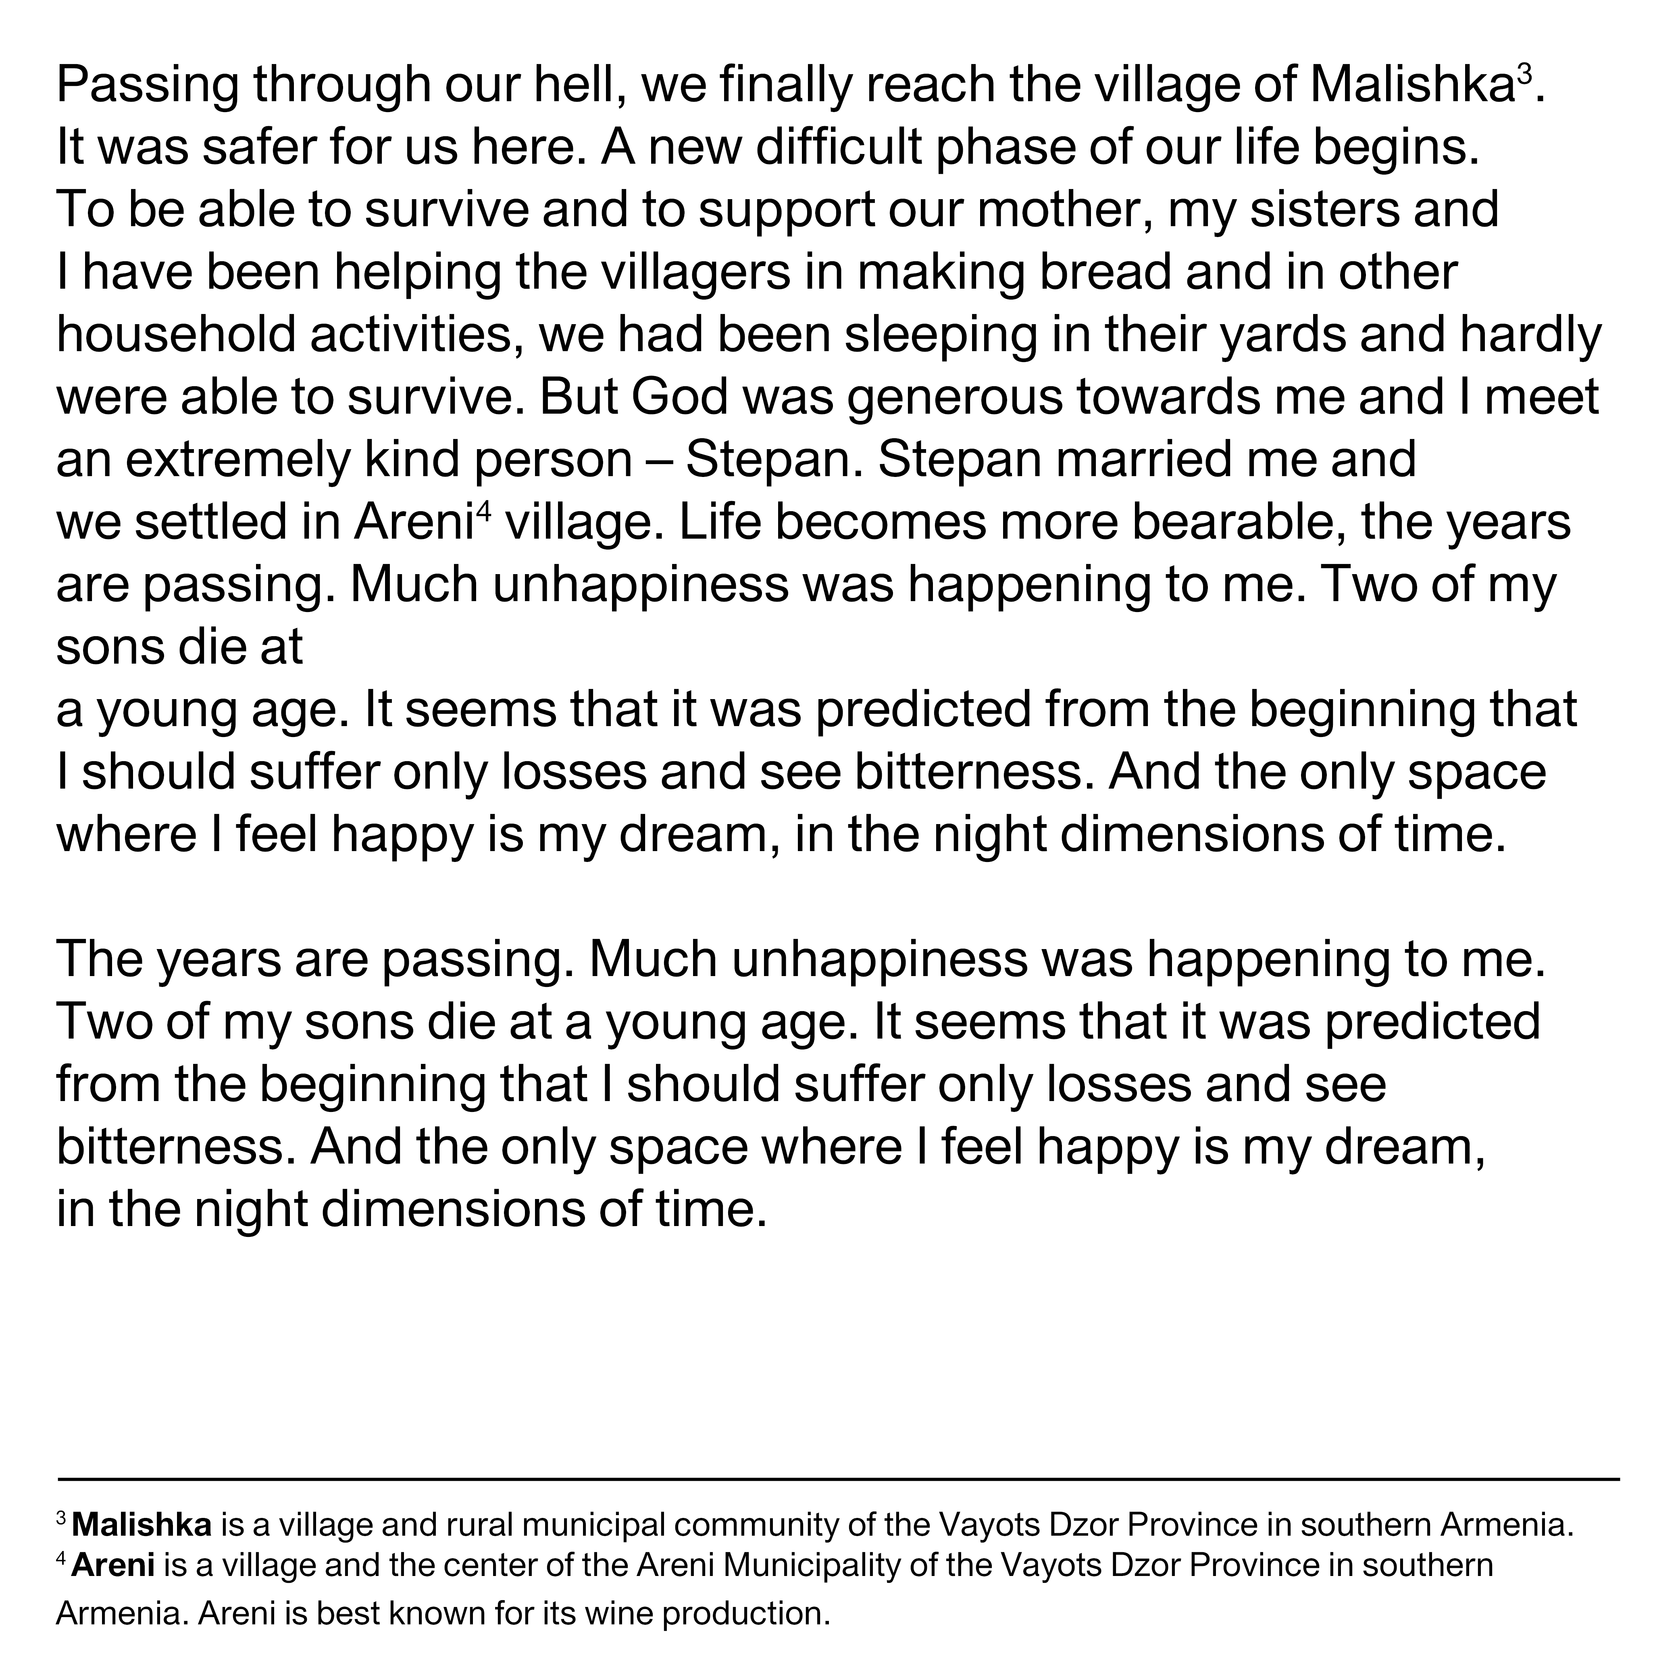 Passing through our hell, we finally reach the village of Malishka³.
It was safer for us here. A new difficult phase of our life begins.
To be able to survive and to support our mother, my sisters and
I have been helping the villagers in making bread and in other
household activities, we had been sleeping in their yards and hardly
were able to survive. But God was generous towards me and I meet
an extremely kind person – Stepan. Stepan married me and
we settled in Areni⁴ village. Life becomes more bearable, the years
are passing. Much unhappiness was happening to me. Two of my
sons die at
a young age. It seems that it was predicted from the beginning that
I should suffer only losses and see bitterness. And the only space
where I feel happy is my dream, in the night dimensions of time.
The years are passing. Much unhappiness was happening to me.
Two of my sons die at a young age. It seems that it was predicted
from the beginning that I should suffer only losses and see
bitterness. And the only space where I feel happy is my dream,
in the night dimensions of time.
³ Malishka is a village and rural municipal community of the Vayots Dzor Province in southern Armenia.
⁴ Areni is a village and the center of the Areni Municipality of the Vayots Dzor Province in southern
Armenia. Areni is best known for its wine production.